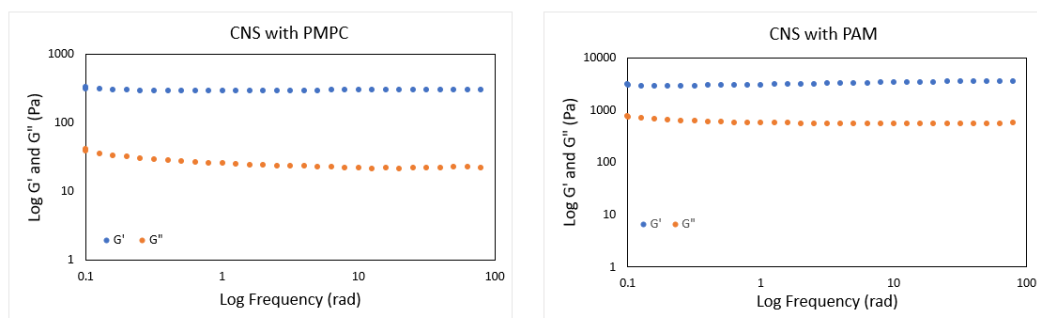 CNS with PMPC
1000
100
10
1
Log G' and G" (Pa)
G' G"
0.1 1 10 100
Log Frequency (rad)
CNS with PAM
10000
1000
100
10
1
Log G' and G" (Pa)
G' G"
0.1 1 10 100
Log Frequency (rad)